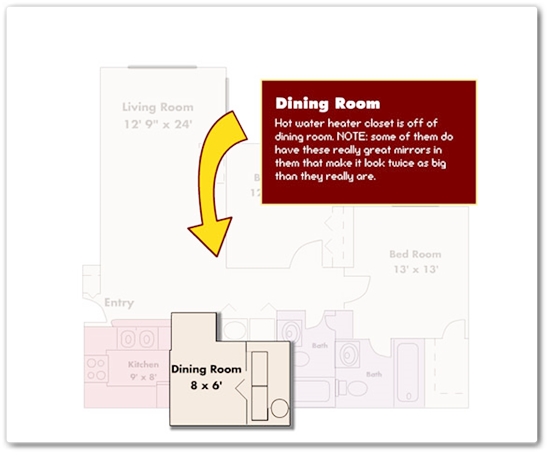 Living Room
12' 9" x 24'
Dining Room
Hot water heater closet is off of
dining room. NOTE: some of them do
have these really great mirrors in
them that make it look twice as big
than they really are.
B
12
Bed Room
13' x 13'
Entry
Kitchen
9' x 8'
Dining Room
8 x 6'
Bath
Bath